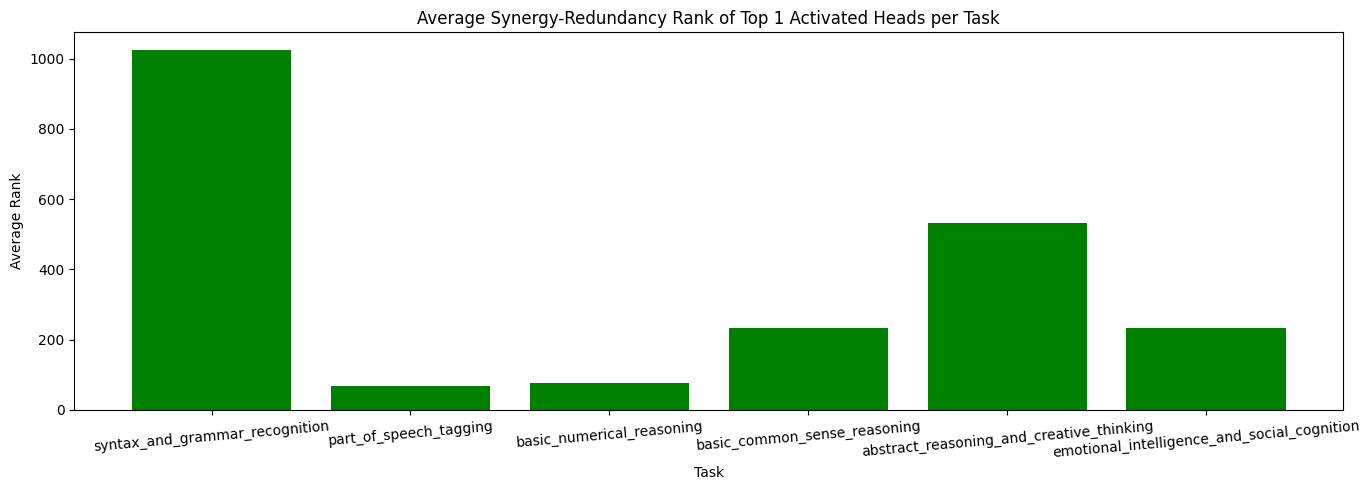 Average Synergy-Redundancy Rank of Top 1 Activated Heads per Task
Average Rank
1000
800
600
400
200
0
syntax_and_grammar_recognition
part_of_speech_tagging
basic_numerical_reasoning
basic_common_sense_reasoning
abstract_reasoning_and_creative_thinking
emotional_intelligence_and_social_cognition
Task